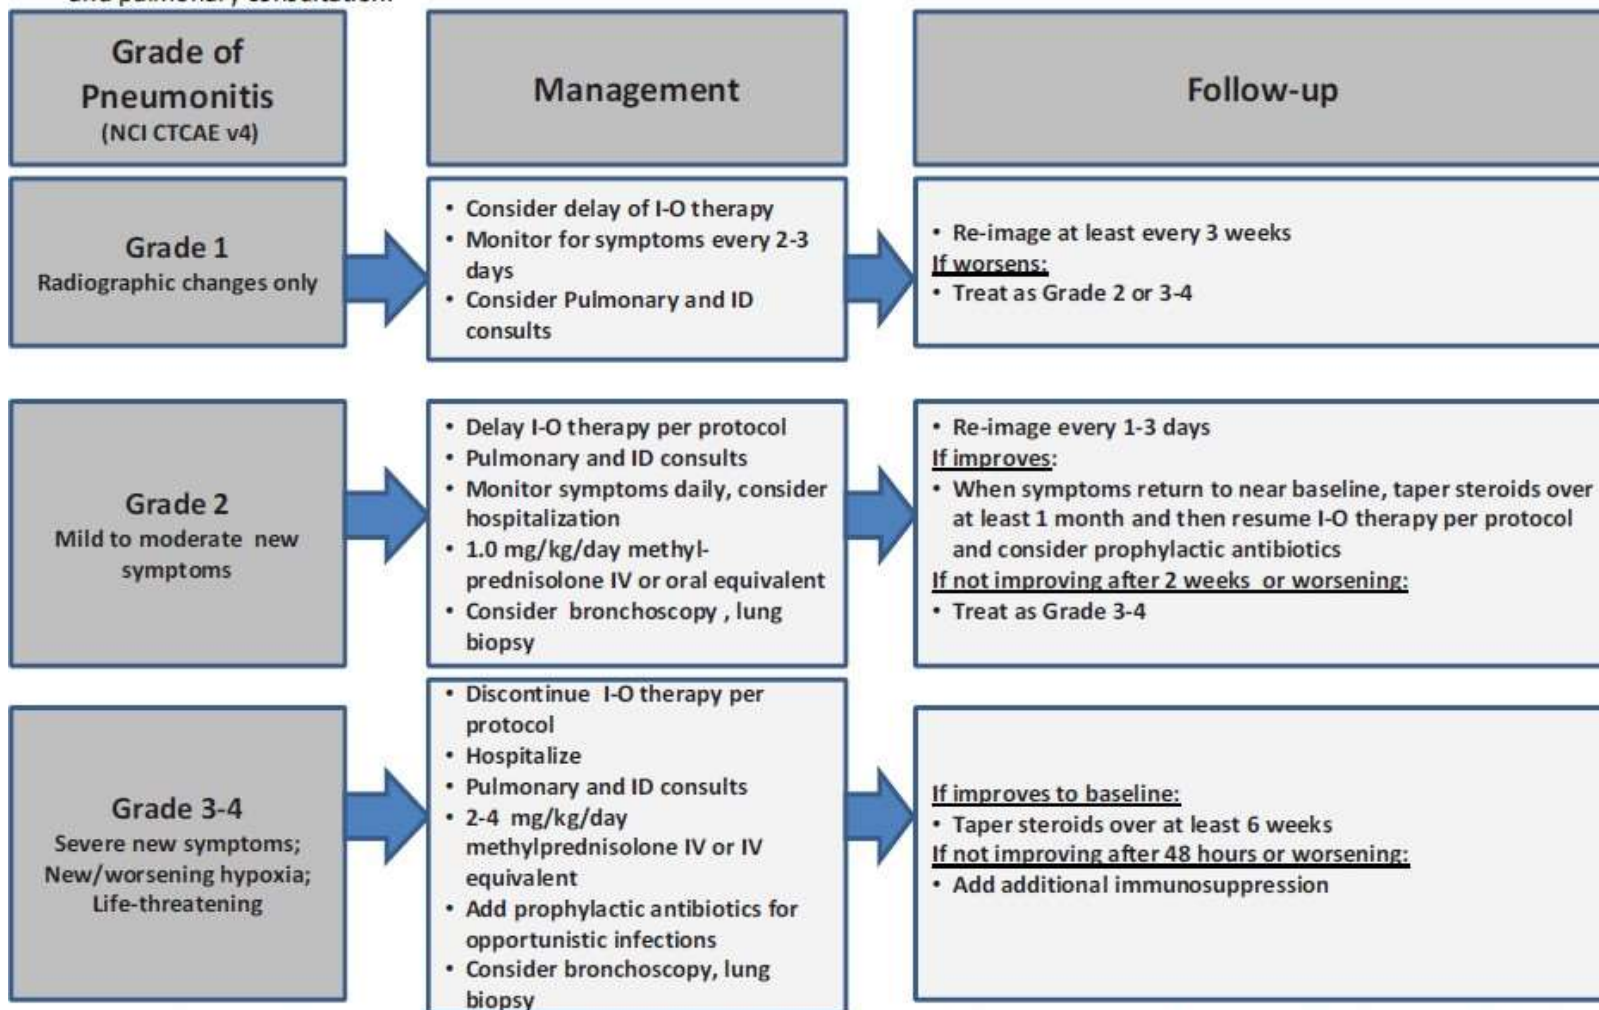 and pulmonary consultation.
Grade of
Pneumonitis
(NCI CTCAE v4)
Management
Follow-up
Grade 1
Radiographic changes only
• Consider delay of I-O therapy
• Monitor for symptoms every 2-3
days
• Consider Pulmonary and ID
consults
• Re-image at least every 3 weeks
If worsens:
• Treat as Grade 2 or 3-4
Grade 2
Mild to moderate new
symptoms
• Delay I-O therapy per protocol
• Pulmonary and ID consults
• Monitor symptoms daily, consider
hospitalization
• 1.0 mg/kg/day methyl-
prednisolone IV or oral equivalent
• Consider bronchoscopy , lung
biopsy
• Re-image every 1-3 days
If improves:
• When symptoms return to near baseline, taper steroids over
at least 1 month and then resume I-O therapy per protocol
and consider prophylactic antibiotics
If not improving after 2 weeks or worsening:
• Treat as Grade 3-4
Grade 3-4
Severe new symptoms;
New/worsening hypoxia;
Life-threatening
• Discontinue I-O therapy per
protocol
• Hospitalize
• Pulmonary and ID consults
• 2-4 mg/kg/day
methylprednisolone IV or IV
equivalent
• Add prophylactic antibiotics for
opportunistic infections
• Consider bronchoscopy, lung
biopsy
If improves to baseline:
• Taper steroids over at least 6 weeks
If not improving after 48 hours or worsening:
• Add additional immunosuppression